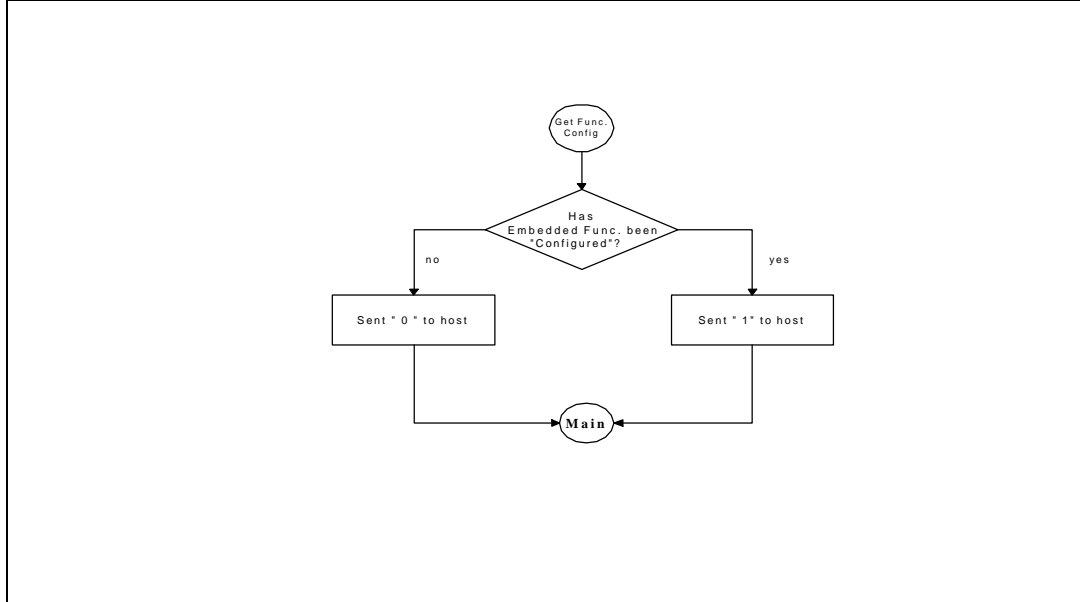 Get Func.
Config
Has
Embedded Func. been
"Configured"?
no
yes
Sent " 0 " to host
Sent " 1" to host
Main